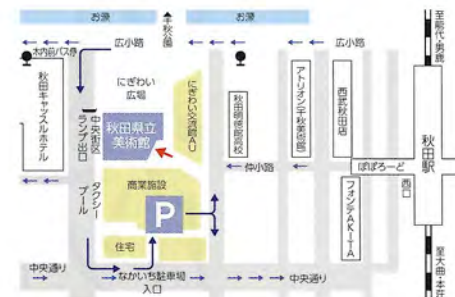 お濠
千秋公園
お濠
至能代・男鹿
木内前バス停
広小路
広小路
にぎわい
広場
秋田キャッスルホテル
中央街区
ランプ出口
秋田県立
美術館
にぎわい交流館AU
秋田明徳館高校
アトリオン(千秋美術館)
西武秋田店
秋田駅
仲小路
ぽぽろーど
西口
タクシー
プール
商業施設
P
フォンテAKITA
住宅
中央通り
なかいち駐車場
入口
中央通り
至大曲・本荘